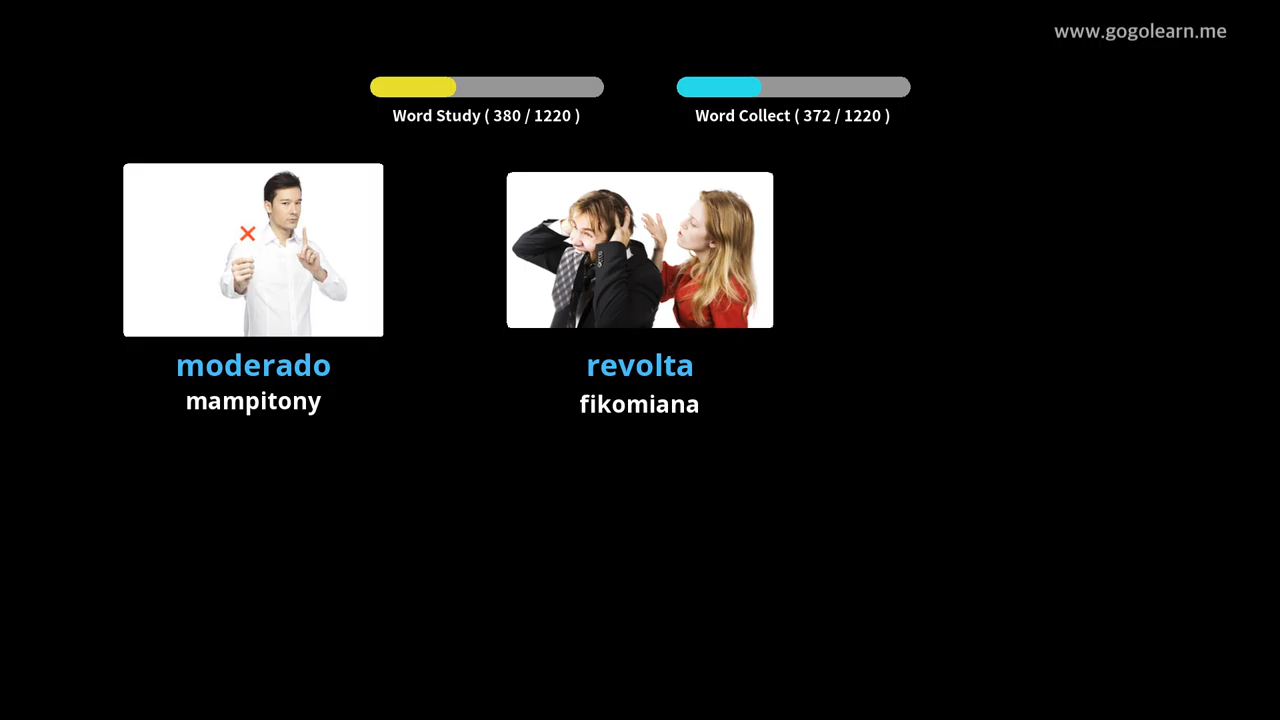 www.gogolearn.me
Word Study ( 380 / 1220 )
Word Collect ( 372 / 1220 )
moderado
mampitony
revolta
fikomiana